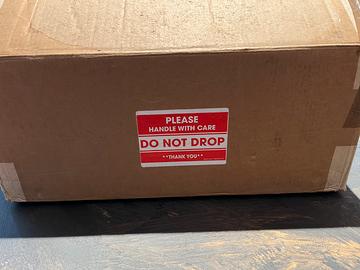 PLEASE
HANDLE WITH CARE
DO NOT DROP
**THANK YOU**